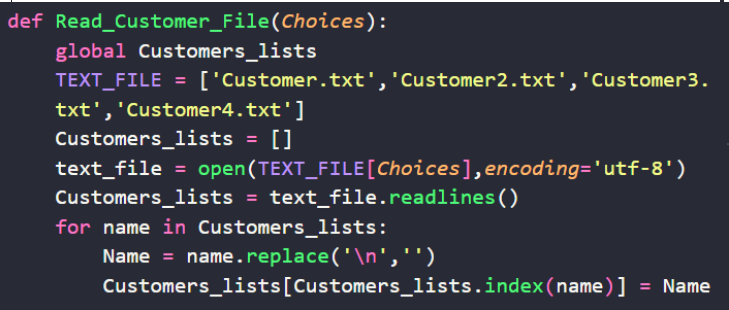 def Read_Customer_File(Choices):
    global Customers_lists
    TEXT_FILE = ['Customer.txt','Customer2.txt','Customer3.
    txt','Customer4.txt']
    Customers_lists = []
    text_file = open(TEXT_FILE[Choices],encoding='utf-8')
    Customers_lists = text_file.readlines()
    for name in Customers_lists:
        Name = name.replace('\n','')
        Customers_lists[Customers_lists.index(name)] = Name